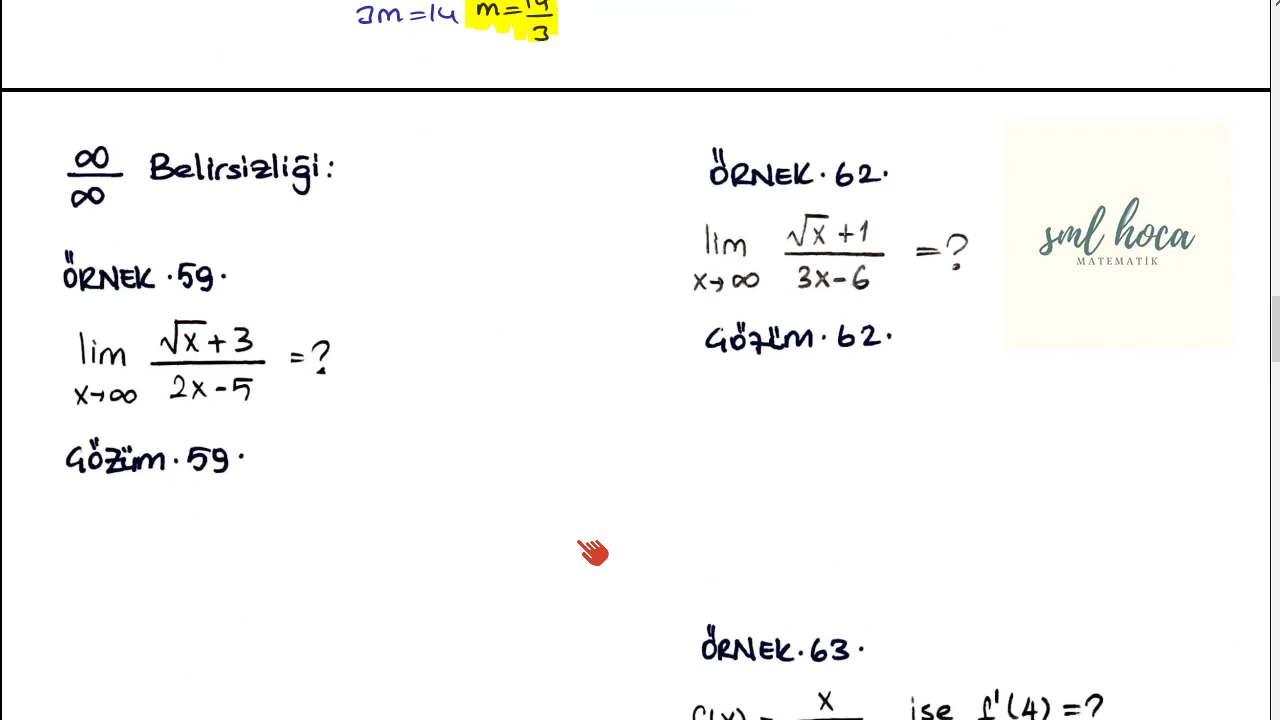 3m=14 m=14/3
∞/∞ Belirsizliği:
ÖRNEK.59.
lim x→∞ (√x+3)/(2x-5) =?
ÇÖZÜM.59.
ÖRNEK.62.
lim x→∞ (√x+1)/(3x-6) =?
ÇÖZÜM.62.
sml hoca
MATEMATİK
ÖRNEK.63.
x ise f'(4)=?